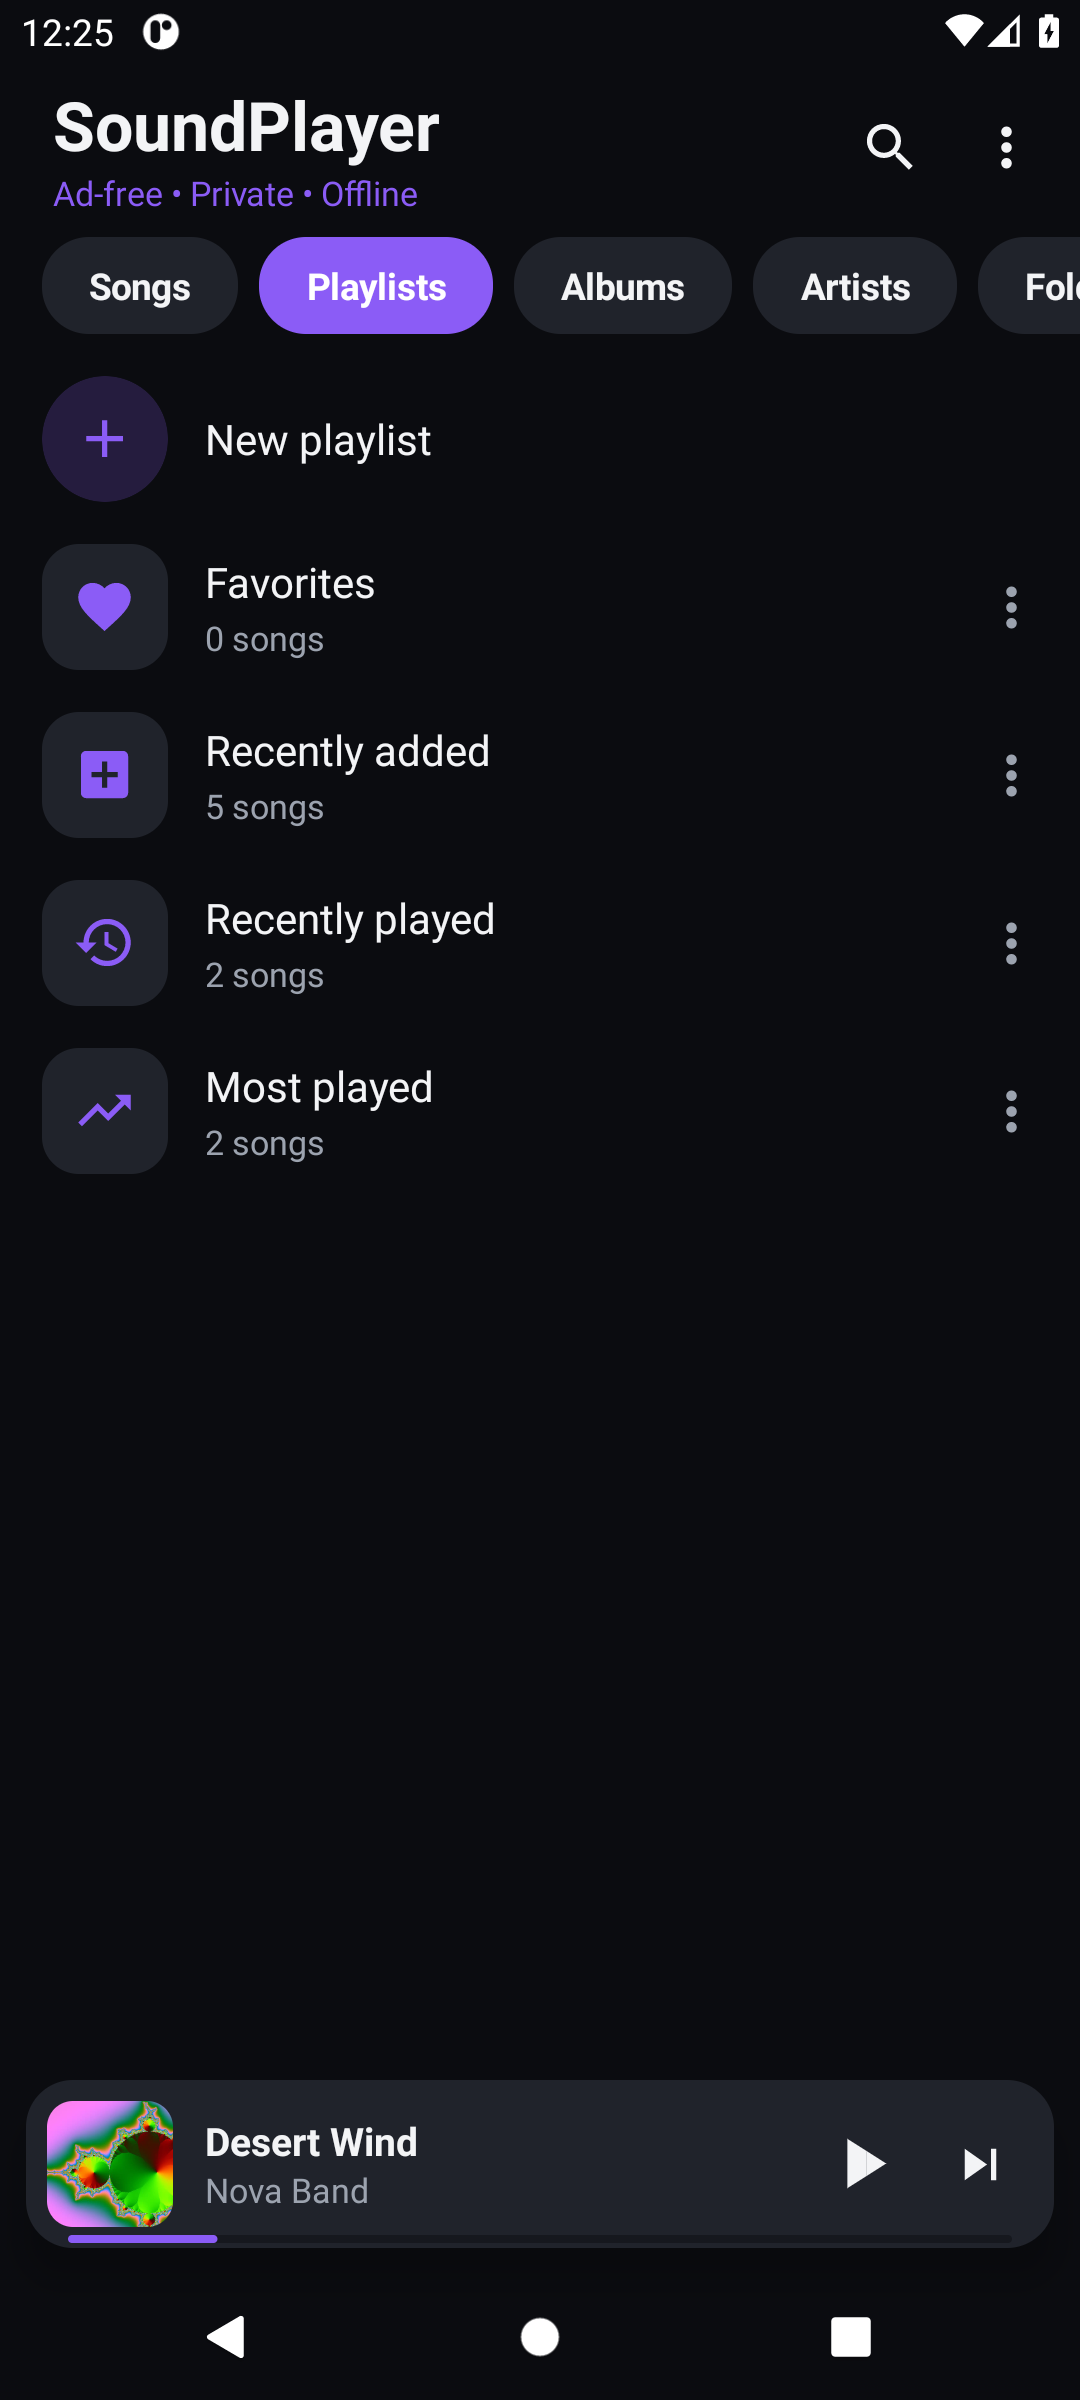 12:25
SoundPlayer
Ad-free • Private • Offline
Songs
Playlists
Albums
Artists
Fol
New playlist
Favorites
0 songs
Recently added
5 songs
Recently played
2 songs
Most played
2 songs
Desert Wind
Nova Band